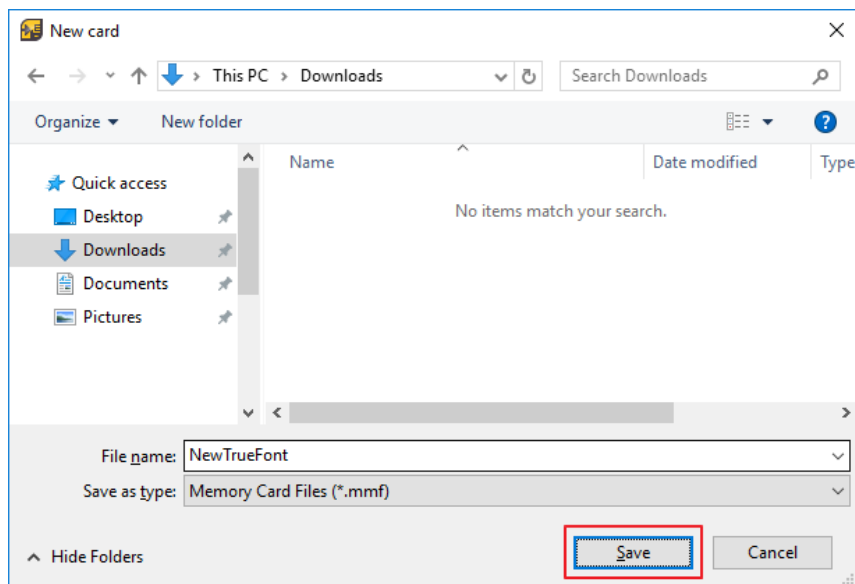 New card
This PC > Downloads
Search Downloads
Organize
New folder
Name
Date modified
Type
Quick access
No items match your search.
Desktop
Downloads
Documents
Pictures
File name: NewTrueFont
Save as type: Memory Card Files (*.mmf)
Hide Folders
Save
Cancel